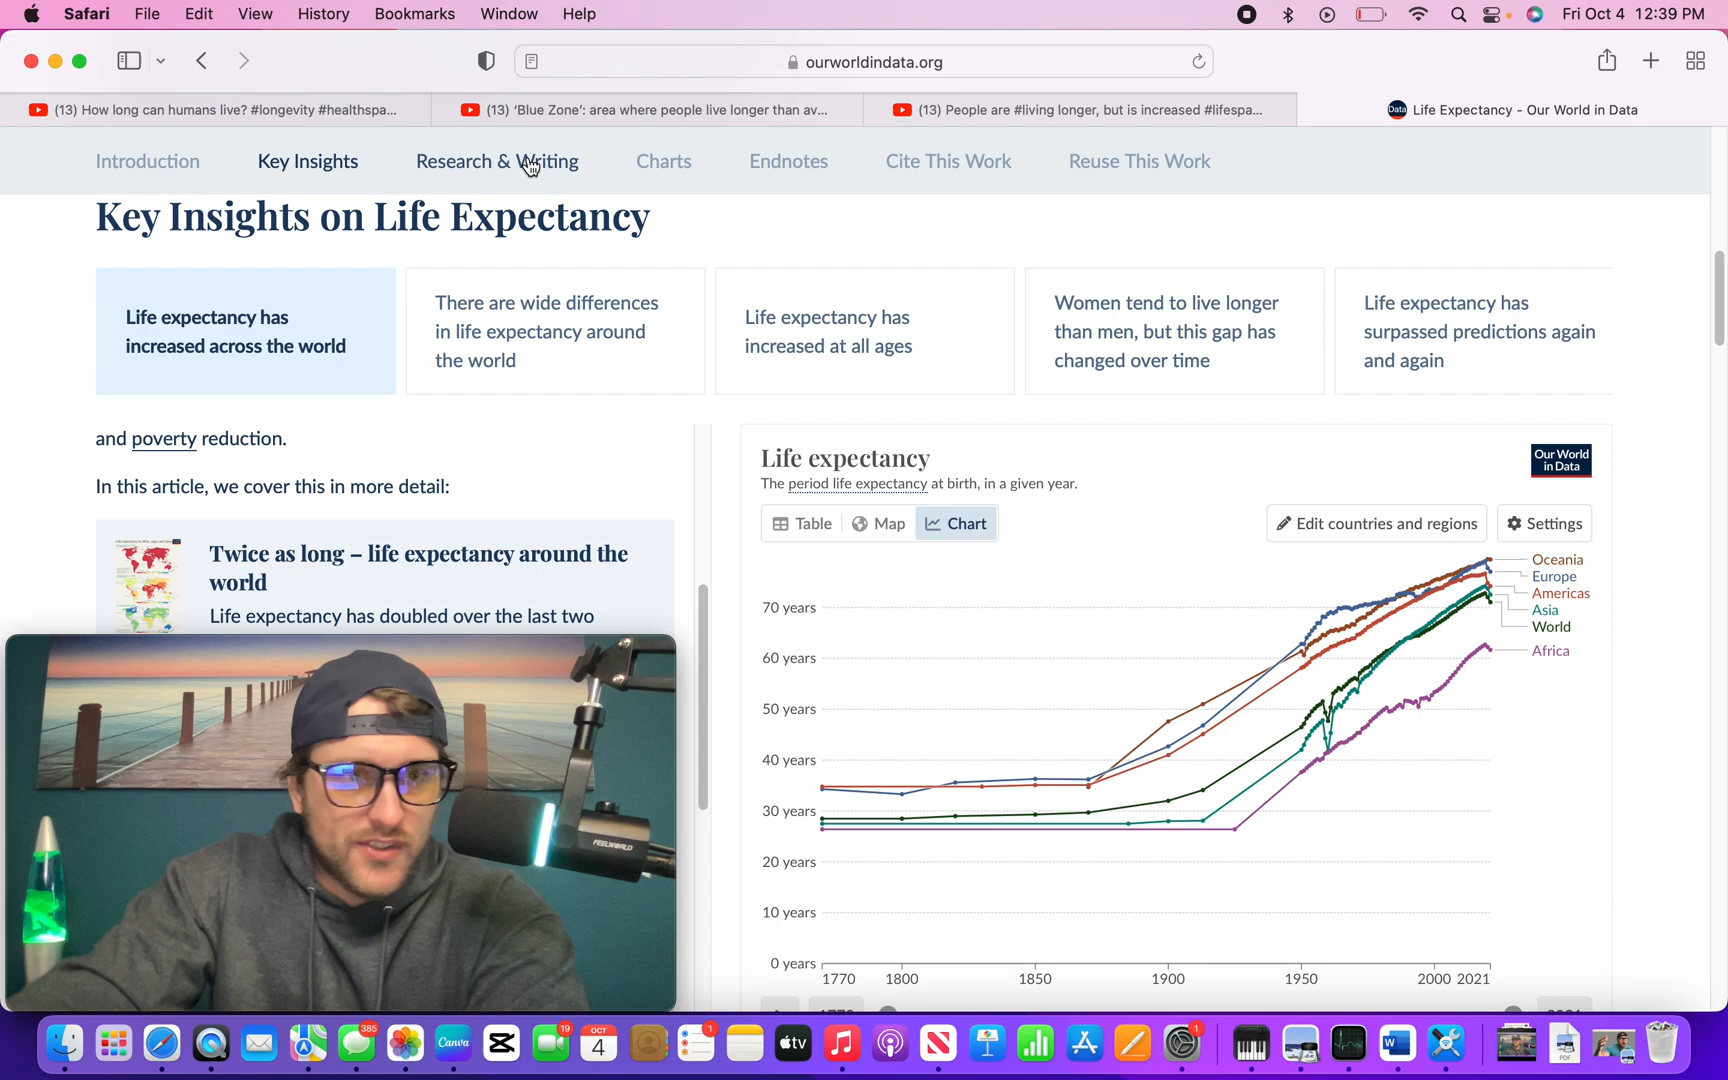 Safari File Edit View History Bookmarks Window Help Fri Oct 4 12:39 PM
ourworldindata.org
(13) How long can humans live? #longevity #healthspa...
(13) ‘Blue Zone’: area where people live longer than av...
(13) People are #living longer, but is increased #lifespa...
Data
Life Expectancy - Our World in Data
Introduction Key Insights Research & Writing Charts Endnotes Cite This Work Reuse This Work
Key Insights on Life Expectancy
Life expectancy has
increased across the world
There are wide differences
in life expectancy around
the world
Life expectancy has
increased at all ages
Women tend to live longer
than men, but this gap has
changed over time
Life expectancy has
surpassed predictions again
and again
and poverty reduction.
In this article, we cover this in more detail:
Twice as long – life expectancy around the
world
Life expectancy has doubled over the last two
Life expectancy
The period life expectancy at birth, in a given year.
Our World
in Data
Table Map Chart
Edit countries and regions
Settings
Oceania
Europe
Americas
Asia
World
Africa
70 years
60 years
50 years
40 years
30 years
20 years
10 years
0 years
1770 1800 1850 1900 1950 2000 2021
FEELWORLD
385
Canva
19
OCT
4
1
tv
1
W
PDF